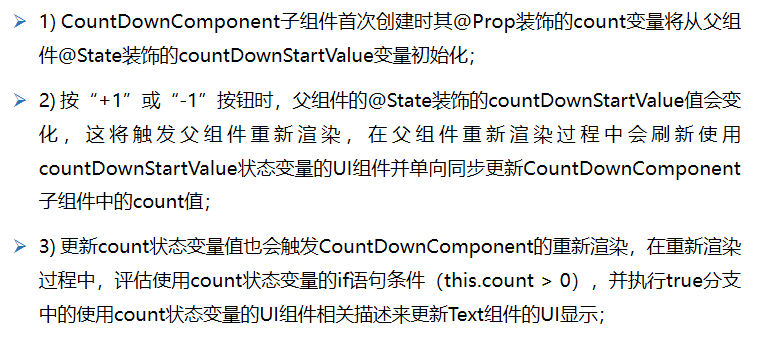 ➢ 1) CountDownComponent子组件首次创建时其@Prop装饰的count变量将从父组
件@State装饰的countDownStartValue变量初始化；
➢ 2) 按“+1”或“-1”按钮时，父组件的@State装饰的countDownStartValue值会变
化，这将触发父组件重新渲染，在父组件重新渲染过程中会刷新使用
countDownStartValue状态变量的UI组件并单向同步更新CountDownComponent
子组件中的count值；
➢ 3) 更新count状态变量值也会触发CountDownComponent的重新渲染，在重新渲染
过程中，评估使用count状态变量的if语句条件（this.count > 0），并执行true分支
中的使用count状态变量的UI组件相关描述来更新Text组件的UI显示；